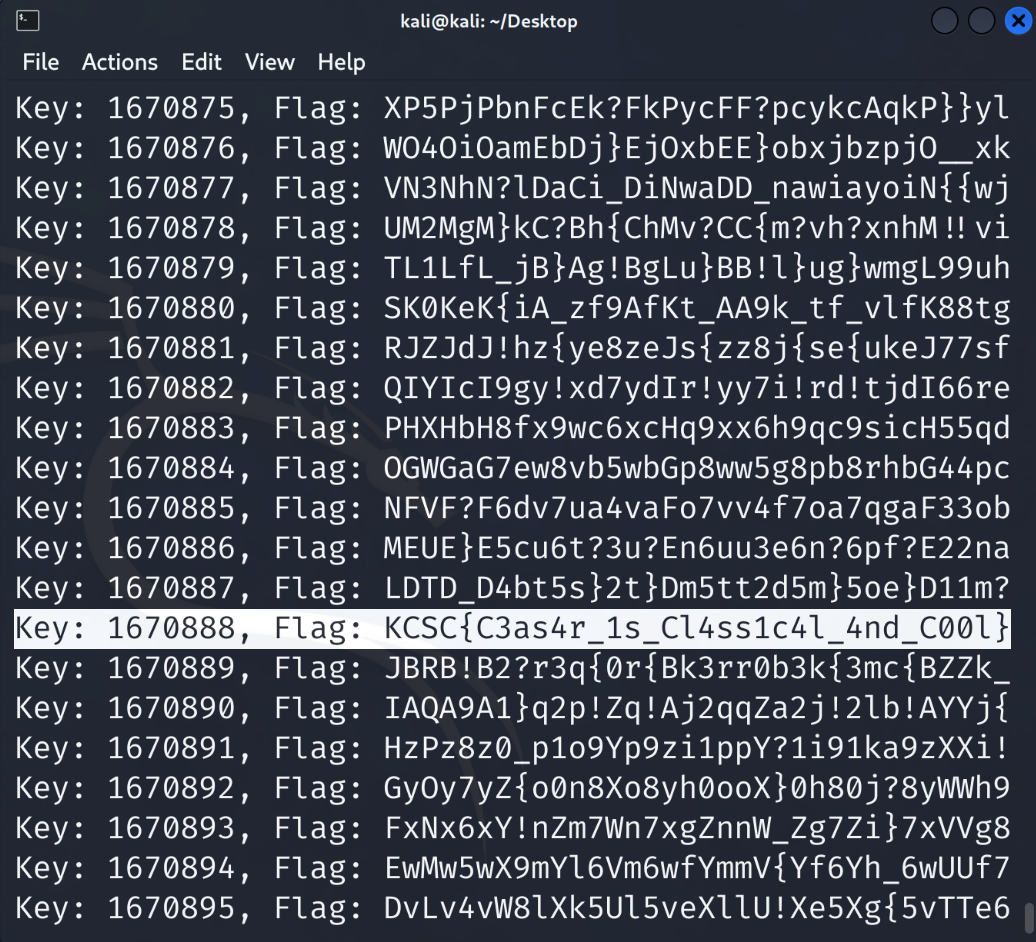 kali@kali: ~/Desktop
File Actions Edit View Help
Key: 1670875, Flag: XP5PjPbnFcEk?FkPycFF?pcykcAqkP}}yl
Key: 1670876, Flag: WO4OiOamEbDj}EjOxbEE}obxjbzpjO__xk
Key: 1670877, Flag: VN3NhN?lDaCi_DiNwaDD_nawiayoiN{{wj
Key: 1670878, Flag: UM2MgM}kC?Bh{ChMv?CC{m?vh?xnhM!!vi
Key: 1670879, Flag: TL1LfL_jB}Ag!BgLu}BB!l}ug}wmgL99uh
Key: 1670880, Flag: SK0KeK{iA_zf9AfKt_AA9k_tf_vlfK88tg
Key: 1670881, Flag: RJZJdJ!hz{ye8zeJs{zz8j{se{ukeJ77sf
Key: 1670882, Flag: QIYIcI9gy!xd7ydIr!yy7i!rd!tjdI66re
Key: 1670883, Flag: PHXHbH8fx9wc6xcHq9xx6h9qc9sicH55qd
Key: 1670884, Flag: OGWGaG7ew8vb5wbGp8ww5g8pb8rhbG44pc
Key: 1670885, Flag: NFVF?F6dv7ua4vaFo7vv4f7oa7qgaF33ob
Key: 1670886, Flag: MEUE}E5cu6t?3u?En6uu3e6n?6pf?E22na
Key: 1670887, Flag: LDTD_D4bt5s}2t}Dm5tt2d5m}5oe}D11m?
Key: 1670888, Flag: KCSC{C3as4r_1s_Cl4ss1c4l_4nd_C00l}
Key: 1670889, Flag: JBRB!B2?r3q{0r{Bk3rr0b3k{3mc{BZZk_
Key: 1670890, Flag: IAQA9A1}q2p!Zq!Aj2qqZa2j!2lb!AYYj{
Key: 1670891, Flag: HzPz8z0_p1o9Yp9zi1ppY?1i91ka9zXXi!
Key: 1670892, Flag: GyOy7yZ{o0n8Xo8yh0ooX}0h80j?8yWWh9
Key: 1670893, Flag: FxNx6xY!nZm7Wn7xgZnnW_Zg7Zi}7xVVg8
Key: 1670894, Flag: EwMw5wX9mYl6Vm6wfYmmV{Yf6Yh_6wUUf7
Key: 1670895, Flag: DvLv4vW8lXk5Ul5veXllU!Xe5Xg{5vTTe6